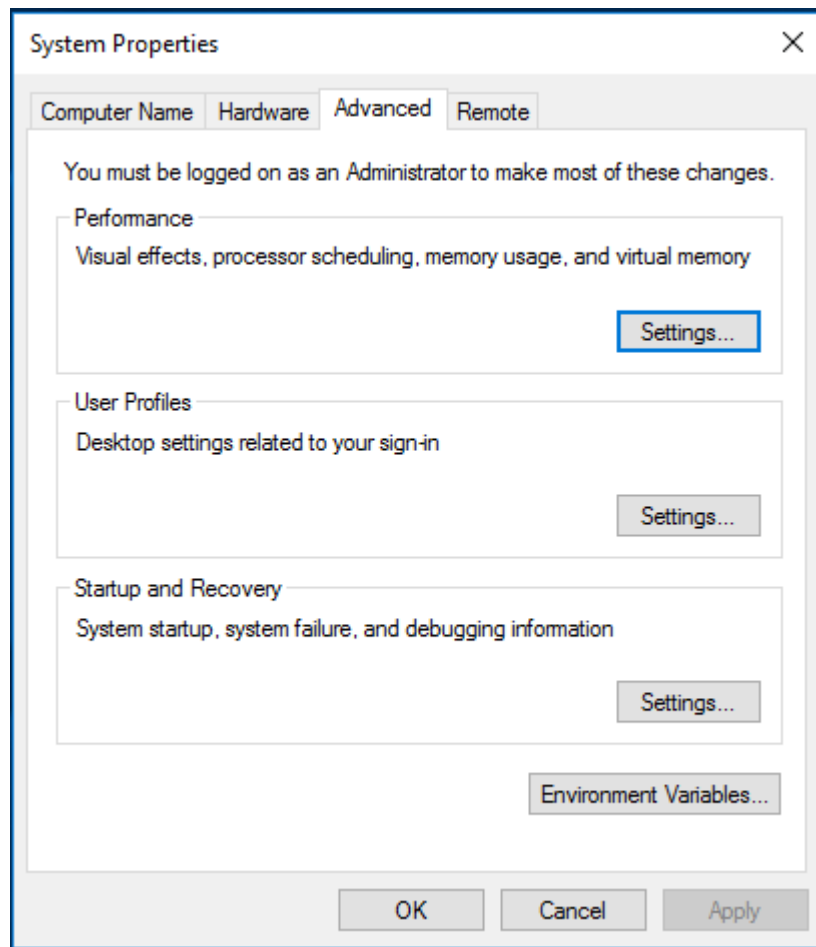 System Properties
Computer Name
Hardware
Advanced
Remote
You must be logged on as an Administrator to make most of these changes.
Performance
Visual effects, processor scheduling, memory usage, and virtual memory
Settings...
User Profiles
Desktop settings related to your sign-in
Settings...
Startup and Recovery
System startup, system failure, and debugging information
Settings...
Environment Variables...
OK
Cancel
Apply